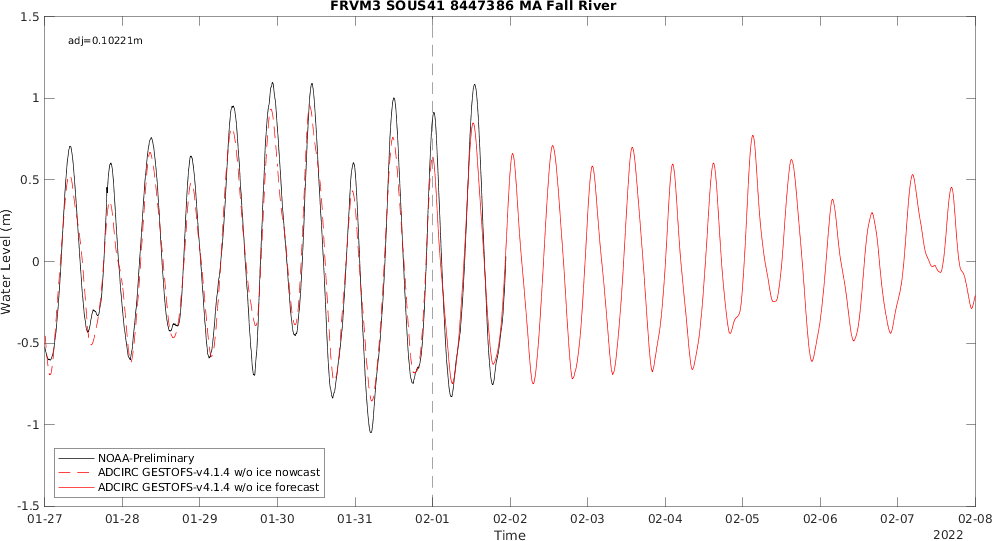 FRVM3 SOUS41 8447386 MA Fall River
adj=0.10221m
1.5
1
0.5
0
-0.5
-1
-1.5
Water Level (m)
NOAA-Preliminary
ADCIRC GESTOFS-v4.1.4 w/o ice nowcast
ADCIRC GESTOFS-v4.1.4 w/o ice forecast
01-27 01-28 01-29 01-30 01-31 02-01 02-02 02-03 02-04 02-05 02-06 02-07 02-08
Time
2022